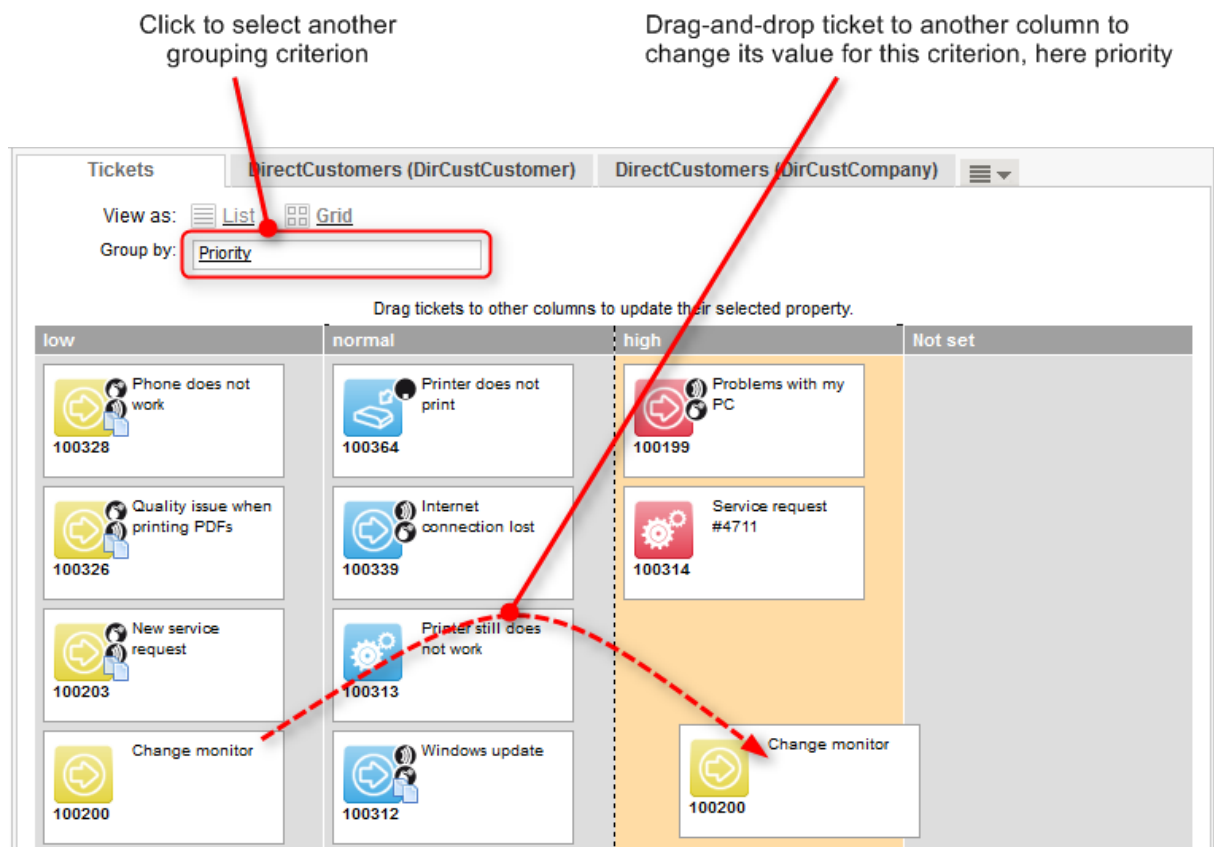 Click to select another
grouping criterion
Drag-and-drop ticket to another column to
change its value for this criterion, here priority
Tickets
DirectCustomers (DirCustCustomer)
DirectCustomers (DirCustCompany)
View as: List Grid
Group by: Priority
Drag tickets to other columns to update their selected property.
low
normal
high
Not set
Phone does not
work
100328
Printer does not
print
100364
Problems with my
PC
100199
Quality issue when
printing PDFs
100326
Internet
connection lost
100339
Service request
#4711
100314
New service
request
100203
Printer still does
not work
100313
Change monitor
100200
Windows update
100312
Change monitor
100200